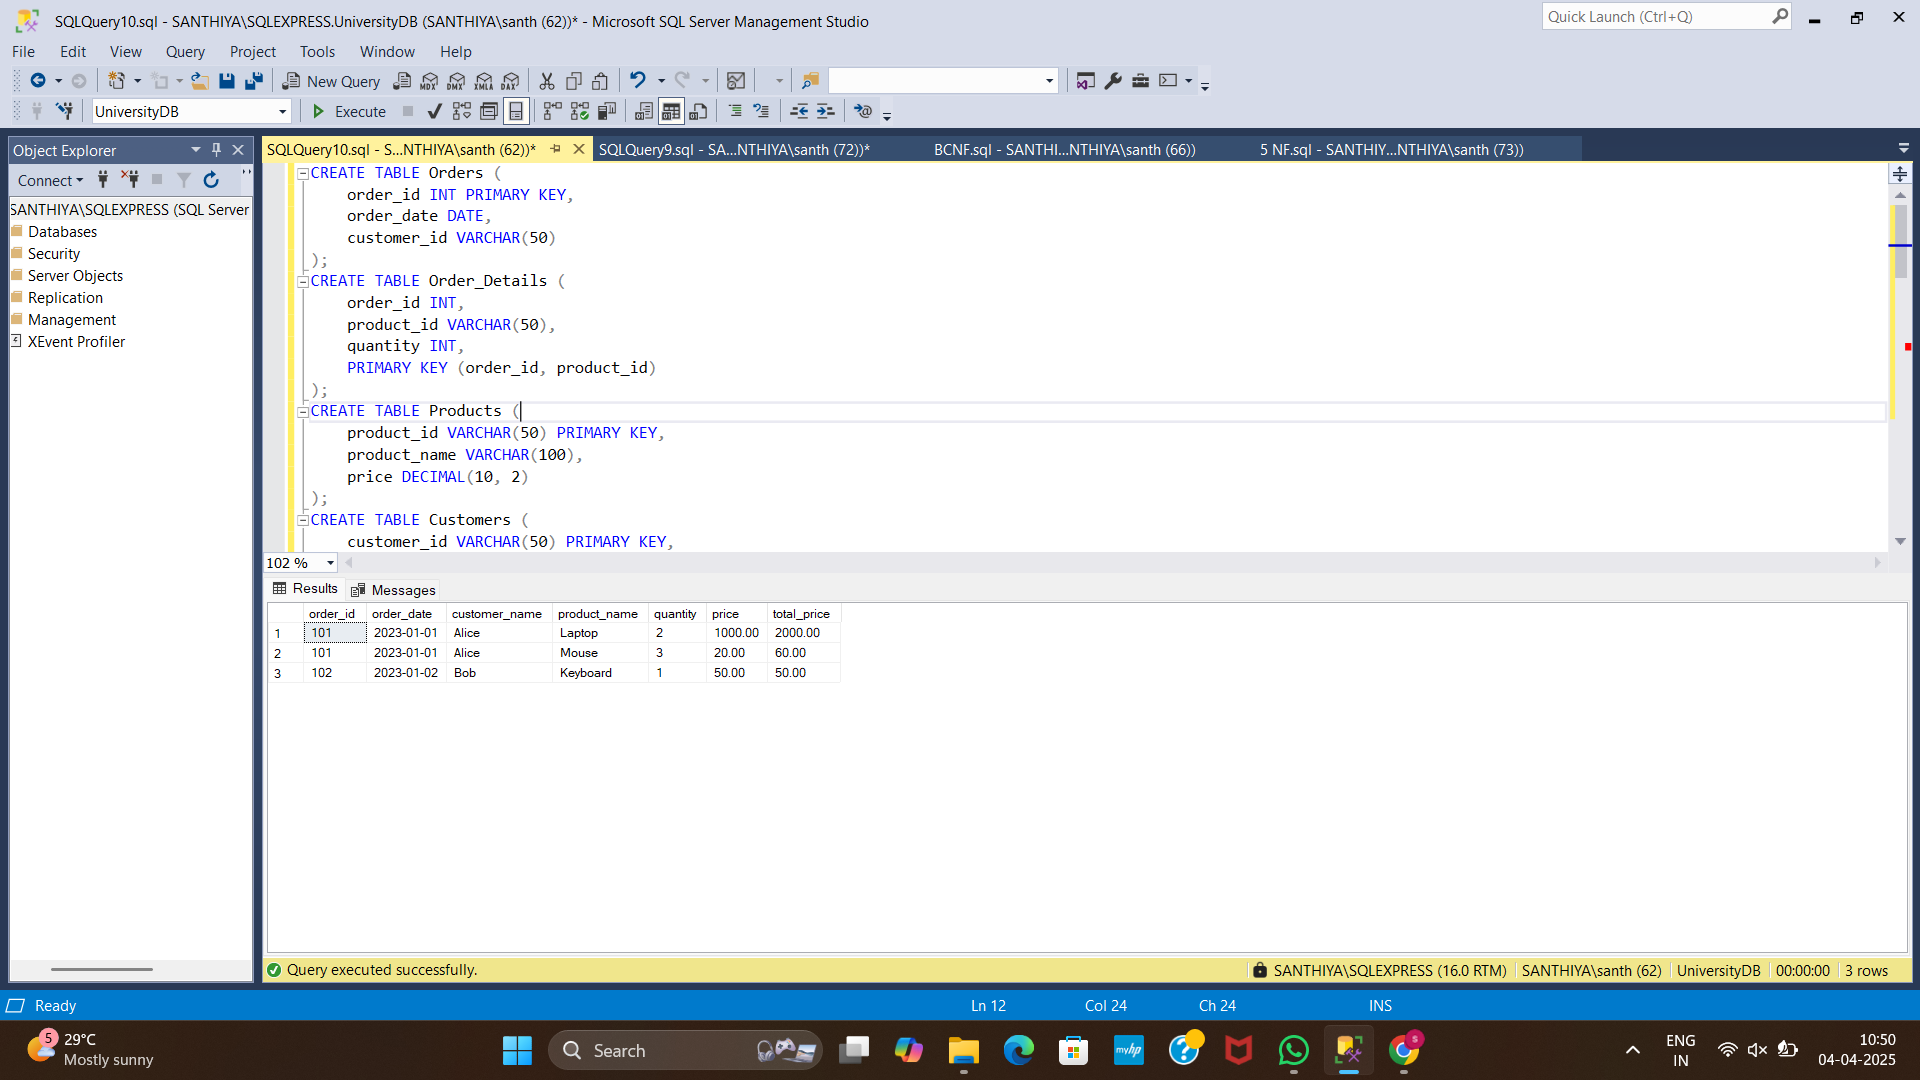 SQLQuery10.sql - SANTHIYA\SQLEXPRESS.UniversityDB (SANTHIYA\santh (62))* - Microsoft SQL Server Management Studio
Quick Launch (Ctrl+Q)
File Edit View Query Project Tools Window Help
New Query MDX DMX XMLA DAX
UniversityDB Execute
Object Explorer
SQLQuery10.sql - S...NTHIYA\santh (62))* SQLQuery9.sql - SA...NTHIYA\santh (72))* BCNF.sql - SANTHI...NTHIYA\santh (66)) 5 NF.sql - SANTHIY...NTHIYA\santh (73))
Connect
SANTHIYA\SQLEXPRESS (SQL Server
Databases
Security
Server Objects
Replication
Management
XEvent Profiler
CREATE TABLE Orders (
order_id INT PRIMARY KEY,
order_date DATE,
customer_id VARCHAR(50)
);
CREATE TABLE Order_Details (
order_id INT,
product_id VARCHAR(50),
quantity INT,
PRIMARY KEY (order_id, product_id)
);
CREATE TABLE Products (
product_id VARCHAR(50) PRIMARY KEY,
product_name VARCHAR(100),
price DECIMAL(10, 2)
);
CREATE TABLE Customers (
customer_id VARCHAR(50) PRIMARY KEY,
102 %
Results Messages
order_id order_date customer_name product_name quantity price total_price
1 101 2023-01-01 Alice Laptop 2 1000.00 2000.00
2 101 2023-01-01 Alice Mouse 3 20.00 60.00
3 102 2023-01-02 Bob Keyboard 1 50.00 50.00
Query executed successfully. SANTHIYA\SQLEXPRESS (16.0 RTM) SANTHIYA\santh (62) UniversityDB 00:00:00 3 rows
Ready Ln 12 Col 24 Ch 24 INS
5 29°C
Mostly sunny
Search
myhp
S
ENG
IN
10:50
04-04-2025